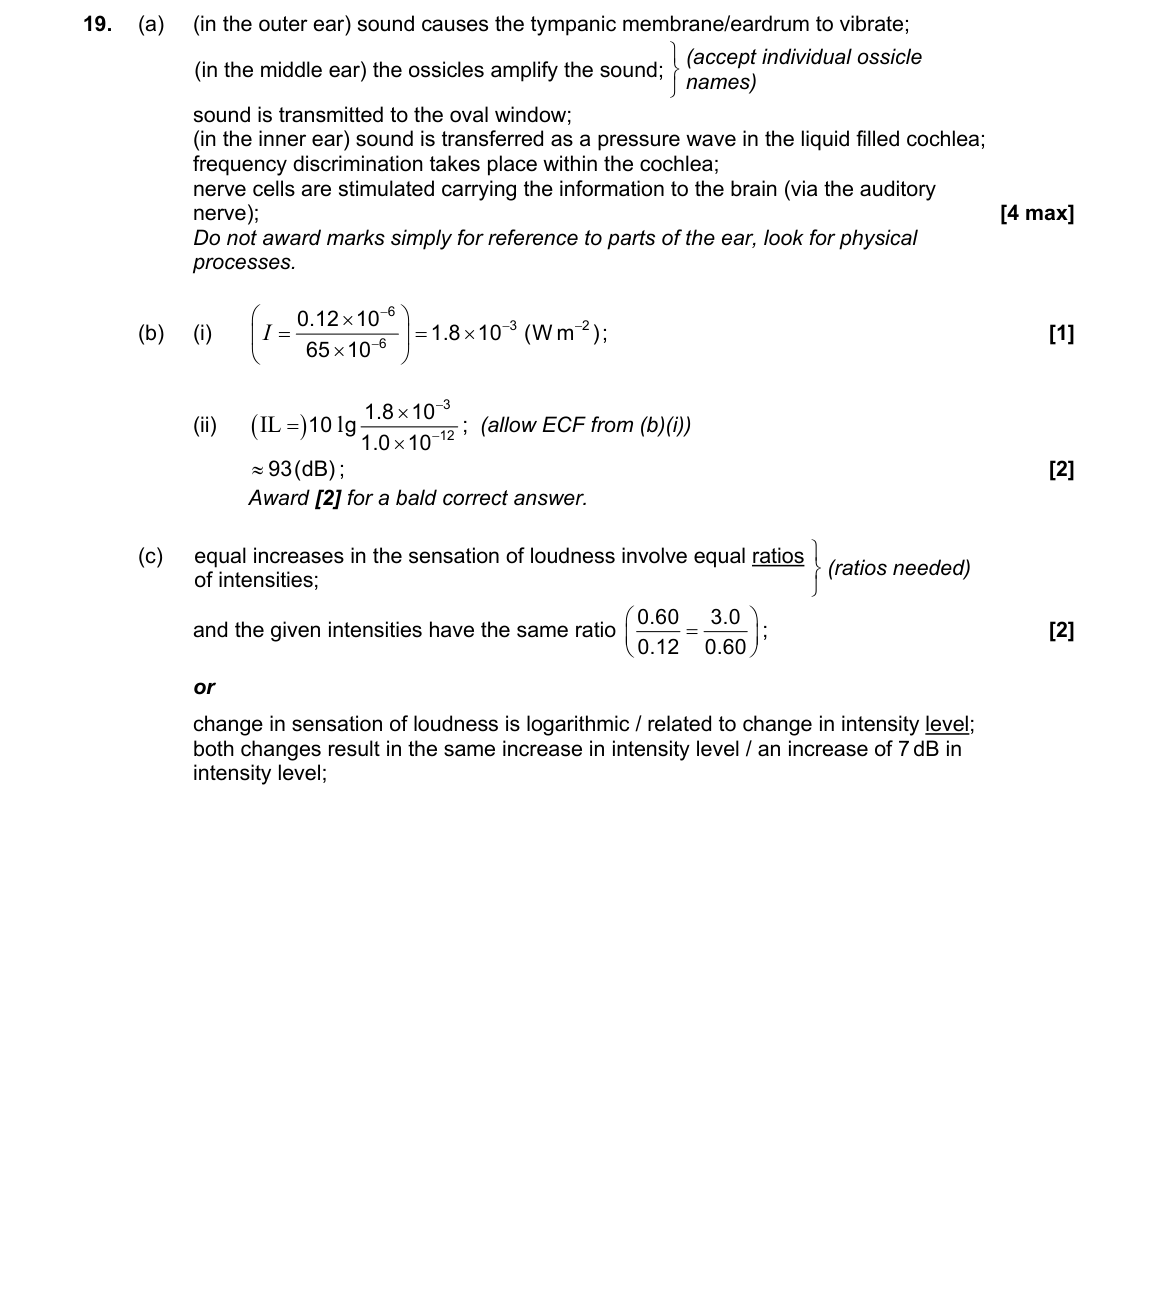 19. (a) (in the outer ear) sound causes the tympanic membrane/eardrum to vibrate;
(in the middle ear) the ossicles amplify the sound; } (accept individual ossicle names)
sound is transmitted to the oval window;
(in the inner ear) sound is transferred as a pressure wave in the liquid filled cochlea;
frequency discrimination takes place within the cochlea;
nerve cells are stimulated carrying the information to the brain (via the auditory
nerve); [4 max]
Do not award marks simply for reference to parts of the ear, look for physical
processes.
(b) (i) (I = 0.12×10⁻⁶ / 65×10⁻⁶) = 1.8×10⁻³ (W m⁻²); [1]
(ii) (IL =)10 lg 1.8×10⁻³ / 1.0×10⁻¹² ; (allow ECF from (b)(i))
≈ 93(dB); [2]
Award [2] for a bald correct answer.
(c) equal increases in the sensation of loudness involve equal ratios
of intensities; } (ratios needed)
and the given intensities have the same ratio (0.60/0.12 = 3.0/0.60); [2]
or
change in sensation of loudness is logarithmic / related to change in intensity level;
both changes result in the same increase in intensity level / an increase of 7 dB in
intensity level;